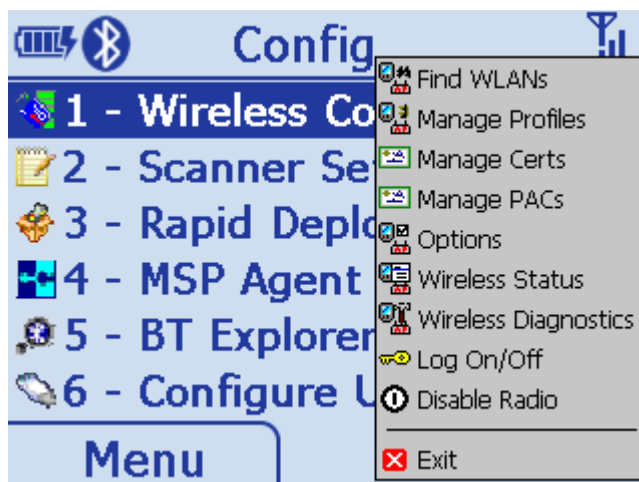 Config
1 - Wireless Co
2 - Scanner Se
3 - Rapid Deplo
4 - MSP Agent
5 - BT Explorer
6 - Configure U
Menu
Find WLANs
Manage Profiles
Manage Certs
Manage PACs
Options
Wireless Status
Wireless Diagnostics
Log On/Off
Disable Radio
Exit